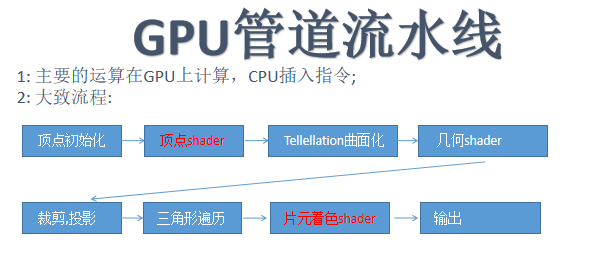 GPU管道流水线
1: 主要的运算在GPU上计算，CPU插入指令;
2: 大致流程:
顶点初始化
顶点shader
Tellellation曲面化
几何shader
裁剪,投影
三角形遍历
片元着色shader
输出